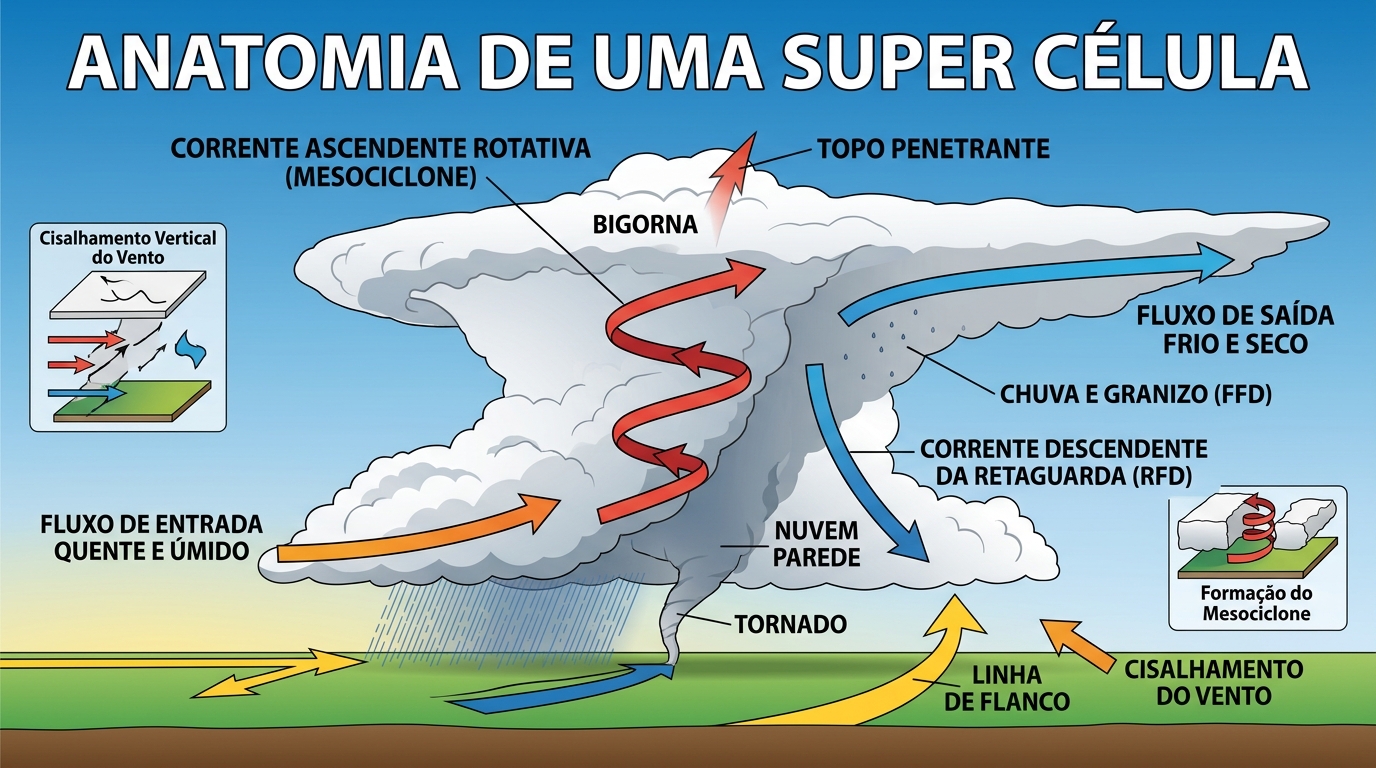 ANATOMIA DE UMA SUPER CÉLULA
CORRENTE ASCENDENTE ROTATIVA
(MESOCICLONE)
TOPO PENETRANTE
BIGORNA
Cisalhamento Vertical
do Vento
FLUXO DE SAÍDA
FRIO E SECO
CHUVA E GRANIZO (FFD)
CORRENTE DESCENDENTE
DA RETAGUARDA (RFD)
FLUXO DE ENTRADA
QUENTE E ÚMIDO
NUVEM
PAREDE
Formação do
Mesociclone
TORNADO
LINHA
DE FLANCO
CISALHAMENTO
DO VENTO